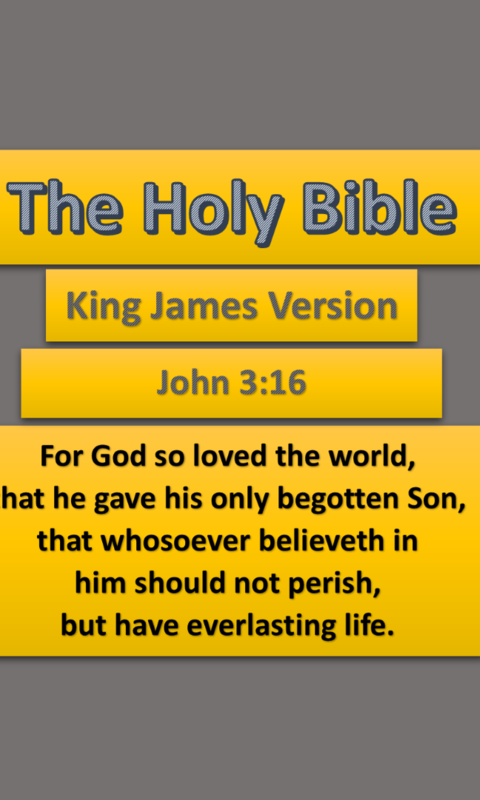 The Holy Bible
King James Version
John 3:16
For God so loved the world,
hat he gave his only begotten Son,
that whosoever believeth in
him should not perish,
but have everlasting life.